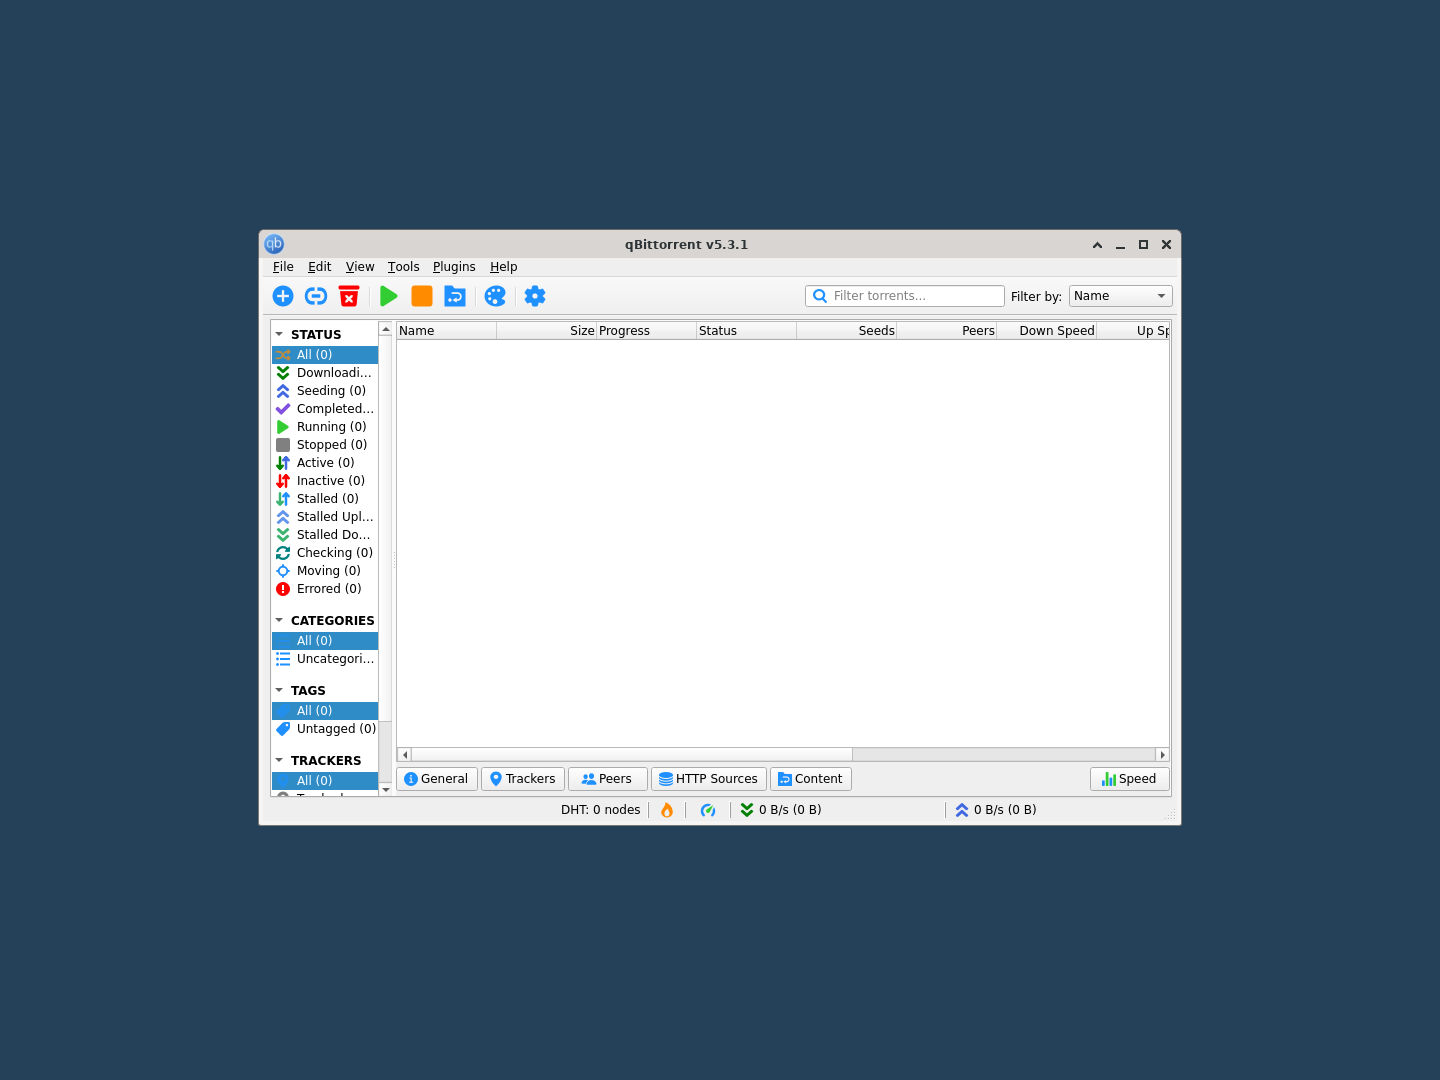 qb
qBittorrent v5.3.1
File Edit View Tools Plugins Help
Filter torrents... Filter by: Name
Name Size Progress Status Seeds Peers Down Speed Up Sp
STATUS
All (0)
Downloadi...
Seeding (0)
Completed...
Running (0)
Stopped (0)
Active (0)
Inactive (0)
Stalled (0)
Stalled Upl...
Stalled Do...
Checking (0)
Moving (0)
Errored (0)
CATEGORIES
All (0)
Uncategori...
TAGS
All (0)
Untagged (0)
TRACKERS
All (0)
General Trackers Peers HTTP Sources Content Speed
DHT: 0 nodes 0 B/s (0 B) 0 B/s (0 B)